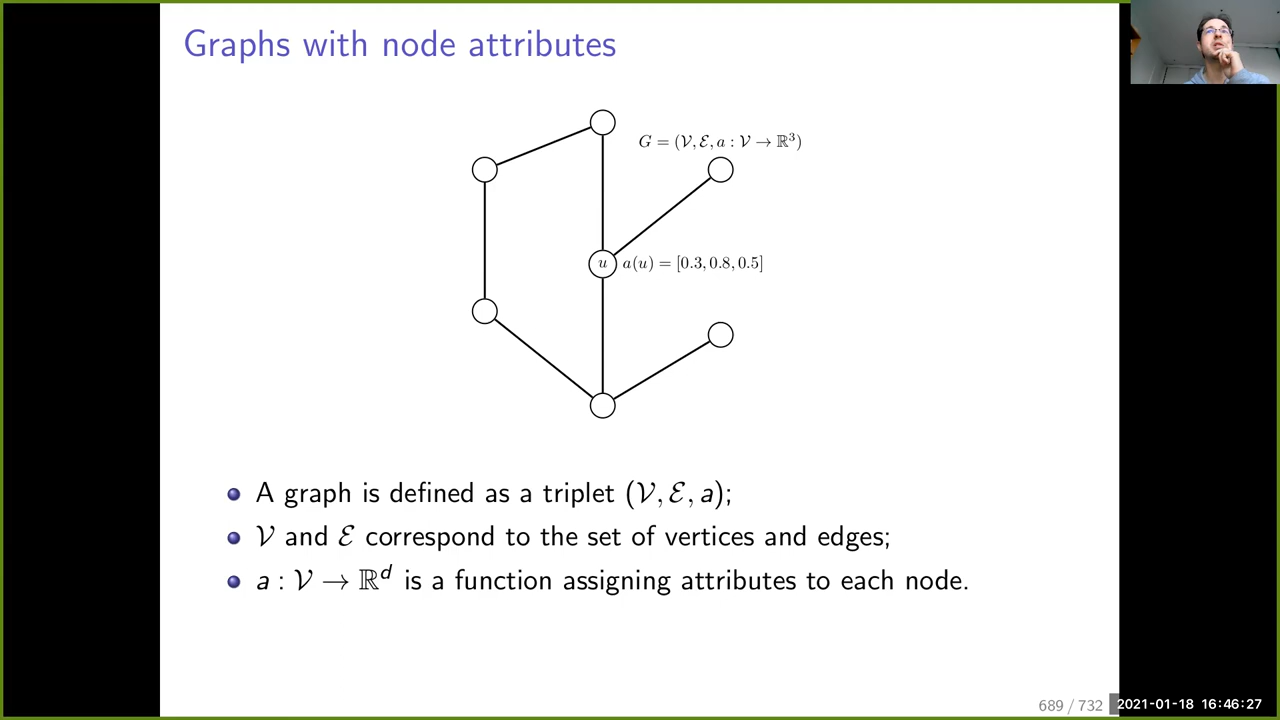 Graphs with node attributes
G = (𝒱, ℰ, a : 𝒱 → ℝ³)
u a(u) = [0.3, 0.8, 0.5]
A graph is defined as a triplet (𝒱, ℰ, a);
𝒱 and ℰ correspond to the set of vertices and edges;
a : 𝒱 → ℝᵈ is a function assigning attributes to each node.
689 / 732
2021-01-18 16:46:27